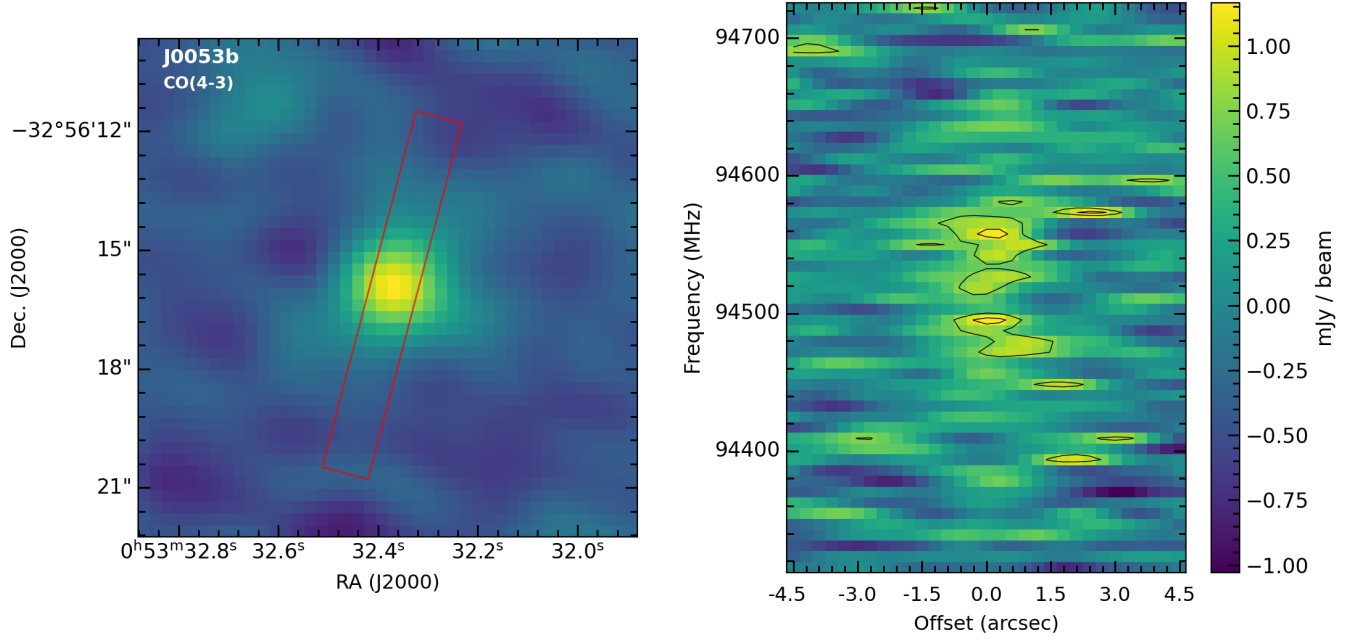 J0053b
CO(4-3)
−32°56'12"
15"
18"
21"
Dec. (J2000)
0ʰ53ᵐ32.8ˢ 32.6ˢ 32.4ˢ 32.2ˢ 32.0ˢ
RA (J2000)
94700
94600
94500
94400
Frequency (MHz)
-4.5 -3.0 -1.5 0.0 1.5 3.0 4.5
Offset (arcsec)
1.00
0.75
0.50
0.25
0.00
−0.25
−0.50
−0.75
−1.00
mJy / beam